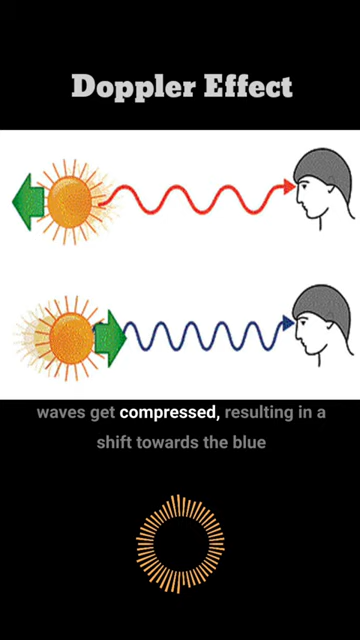 Doppler Effect
waves get compressed, resulting in a
shift towards the blue